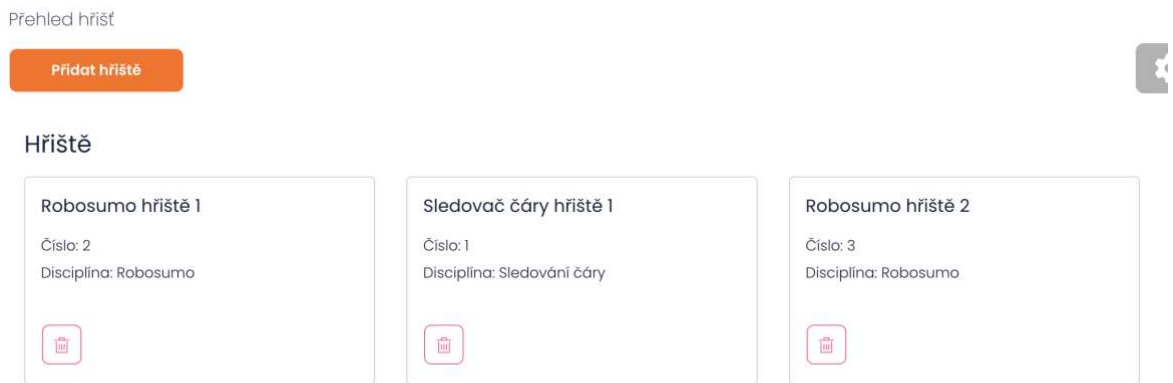 Přehled hřišť
Přidat hřiště
Hřiště
Robosumo hřiště 1
Číslo: 2
Disciplína: Robosumo
Sledovač čáry hřiště 1
Číslo: 1
Disciplína: Sledování čáry
Robosumo hřiště 2
Číslo: 3
Disciplína: Robosumo